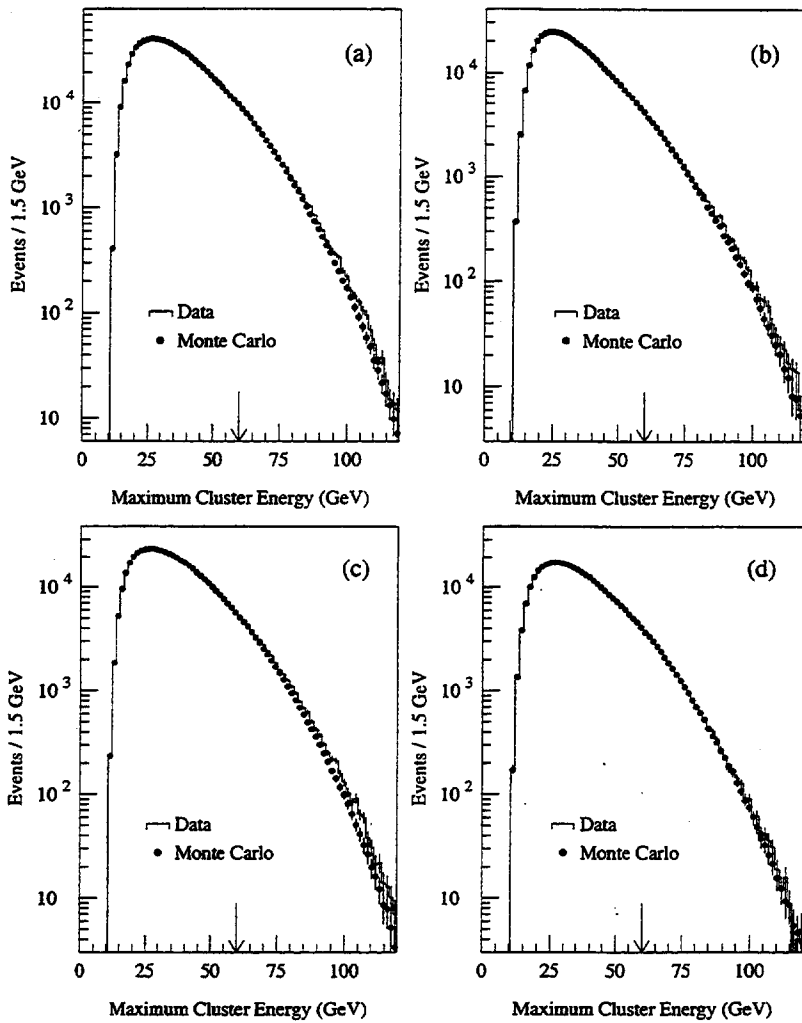 (a)
10^4
10^3
10^2
10
Events / 1.5 GeV
Data
Monte Carlo
0 25 50 75 100
Maximum Cluster Energy (GeV)
(b)
10^4
10^3
10^2
10
Events / 1.5 GeV
Data
Monte Carlo
0 25 50 75 100
Maximum Cluster Energy (GeV)
(c)
10^4
10^3
10^2
10
Events / 1.5 GeV
Data
Monte Carlo
0 25 50 75 100
Maximum Cluster Energy (GeV)
(d)
10^4
10^3
10^2
10
Events / 1.5 GeV
Data
Monte Carlo
0 25 50 75 100
Maximum Cluster Energy (GeV)